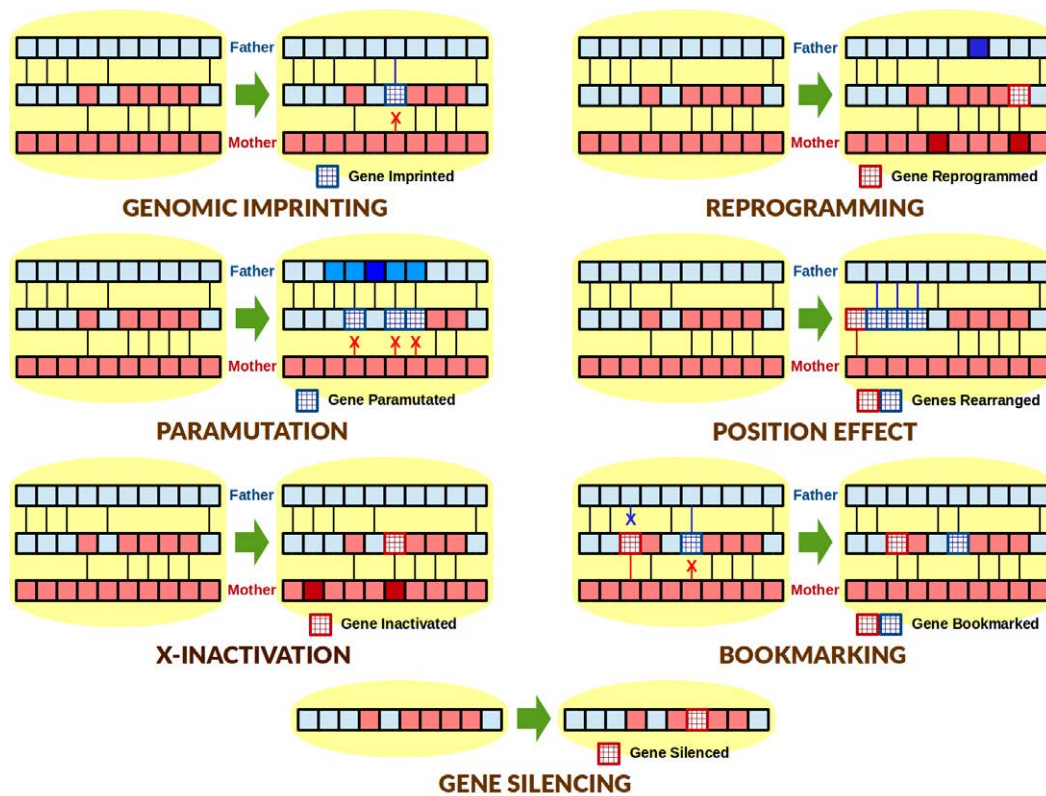 Father
Mother
Gene Imprinted
GENOMIC IMPRINTING
Father
Mother
Gene Reprogrammed
REPROGRAMMING
Father
X X X
Mother
Gene Paramutated
PARAMUTATION
Father
Mother
Genes Rearranged
POSITION EFFECT
Father
Mother
Gene Inactivated
X-INACTIVATION
Father
X
X
Mother
Gene Bookmarked
BOOKMARKING
Gene Silenced
GENE SILENCING